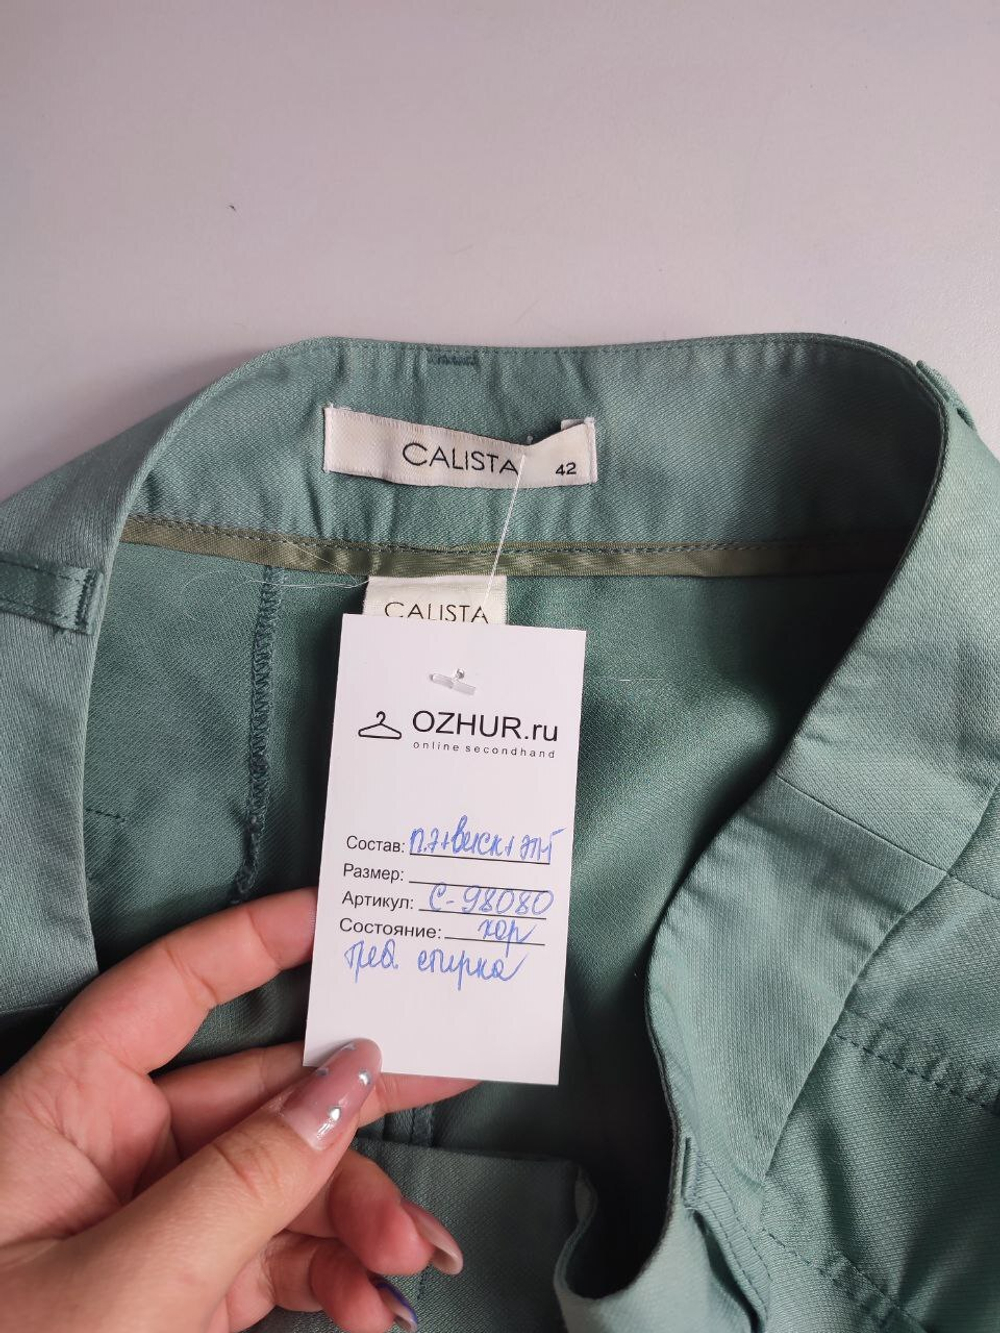 CALISTA 42
CALISTA
OZHUR.ru
online secondhand
Состав: п.э+виск+эл-т
Размер:
Артикул: С-98080
Состояние: хор
Треб. стирка